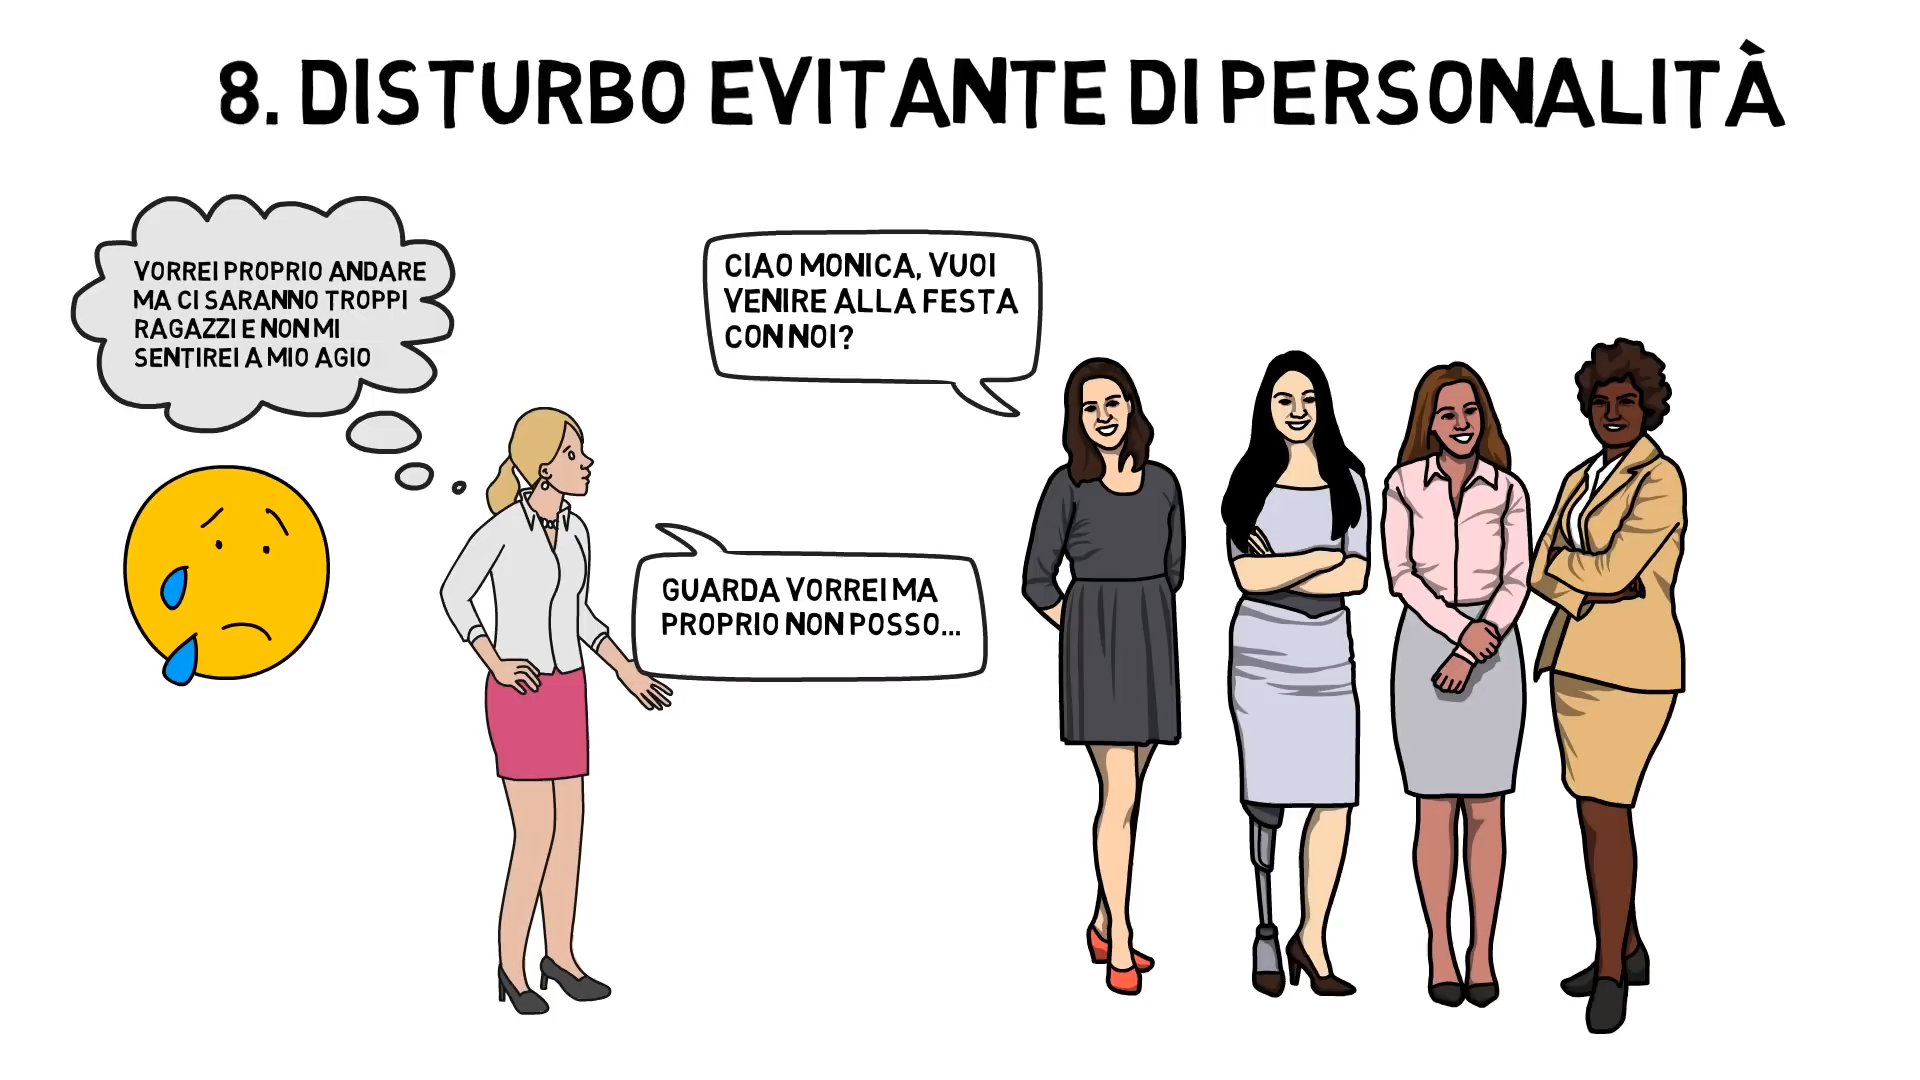 8. DISTURBO EVITANTE DI PERSONALITÀ
VORREI PROPRIO ANDARE
MA CI SARANNO TROPPI
RAGAZZI E NON MI
SENTIREI A MIO AGIO
CIAO MONICA, VUOI
VENIRE ALLA FESTA
CON NOI?
GUARDA VORREI MA
PROPRIO NON POSSO...